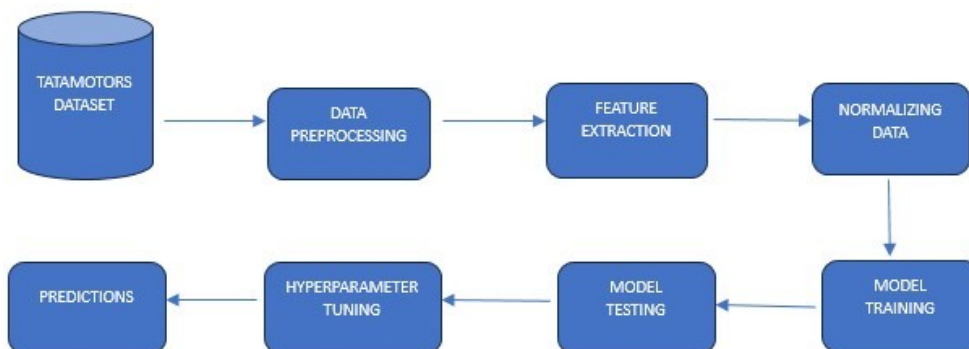 TATAMOTORS
DATASET
DATA
PREPROCESSING
FEATURE
EXTRACTION
NORMALIZING
DATA
MODEL
TRAINING
MODEL
TESTING
HYPERPARAMETER
TUNING
PREDICTIONS